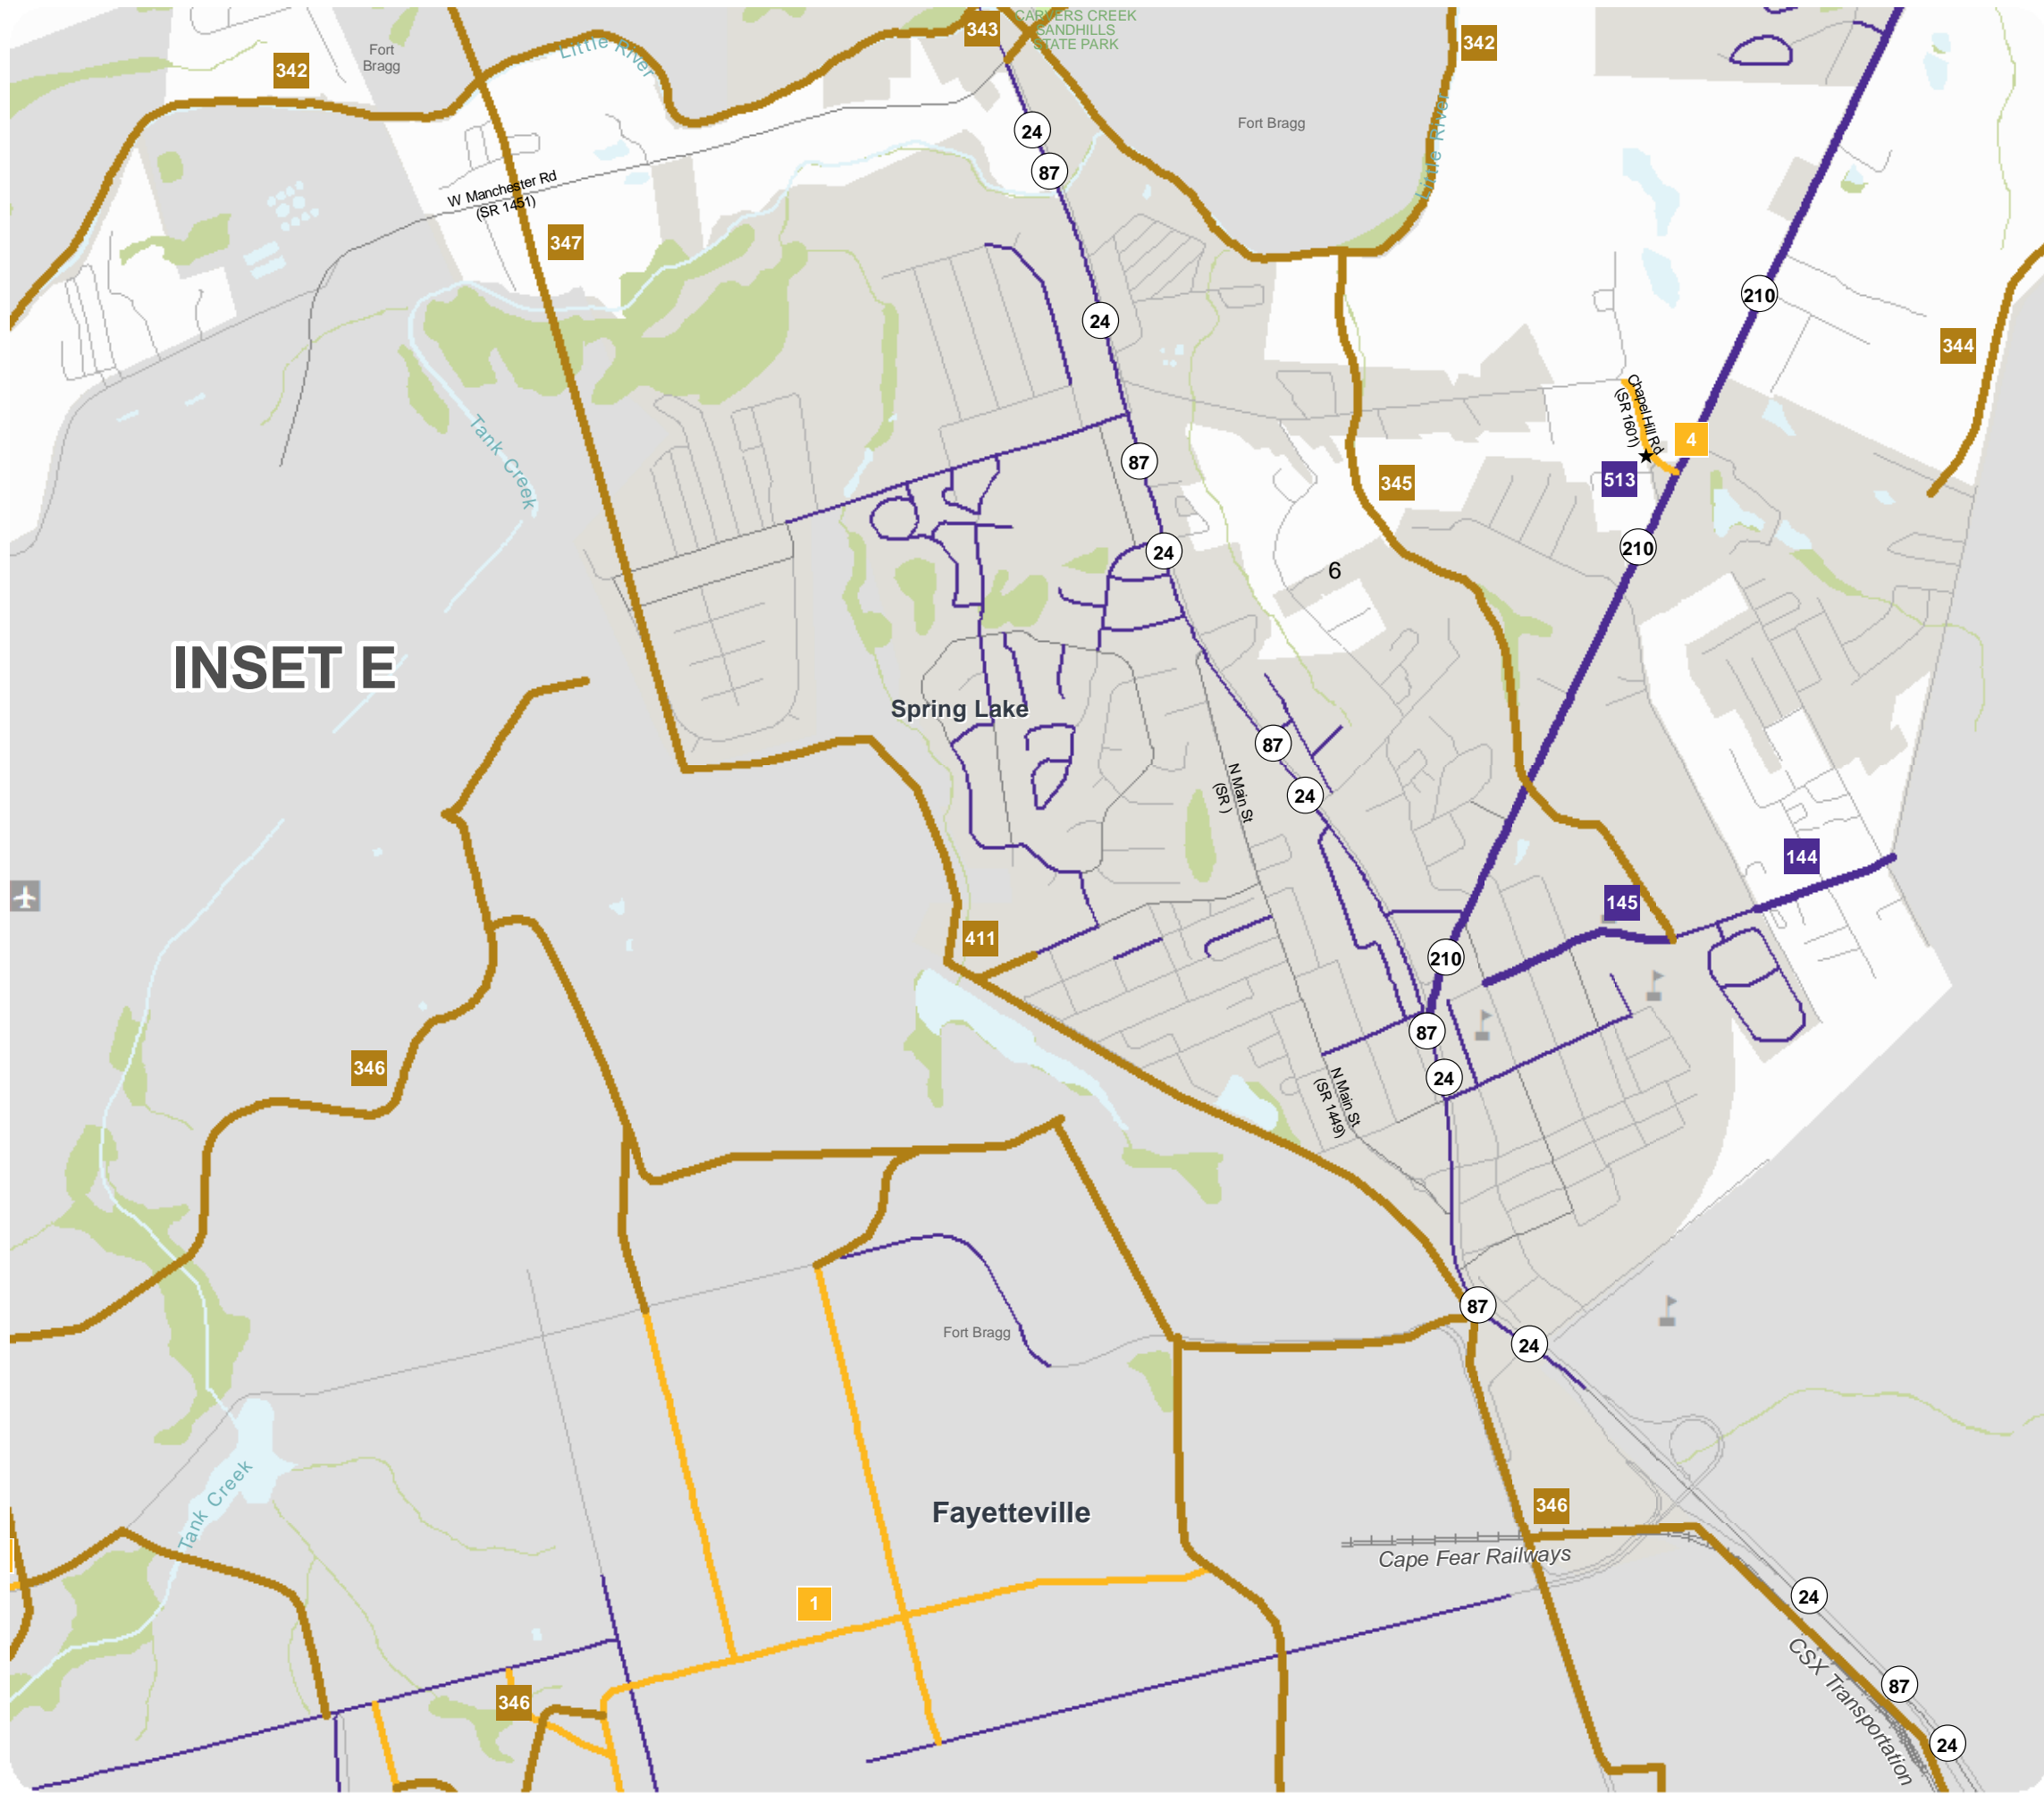 CARVERS CREEK
SANDHILLS
STATE PARK
343
342
342
Fort
Bragg
Little River
24
87
Fort Bragg
Little River
W Manchester Rd
(SR 1451)
347
210
24
344
Chapel Hill Rd
(SR 1601)
4
Tank Creek
87
345
513
24
210
6
INSET E
Spring Lake
87
N Main St
(SR )
24
144
145
411
210
87
346
24
N Main St
(SR 1449)
87
Fort Bragg
24
Tank Creek
Fayetteville
346
Cape Fear Railways
1
24
CSX Transportation
87
346
24